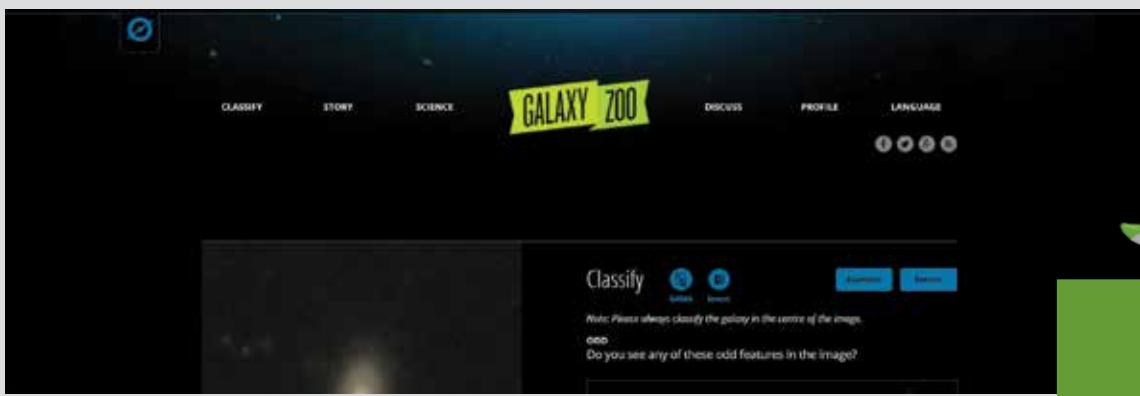 CLASSIFY STORY SCIENCE GALAXY ZOO DISCUSS PROFILE LANGUAGE
Classify
Note: Please always classify the galaxy in the centre of the image.
ODD
Do you see any of these odd features in the image?